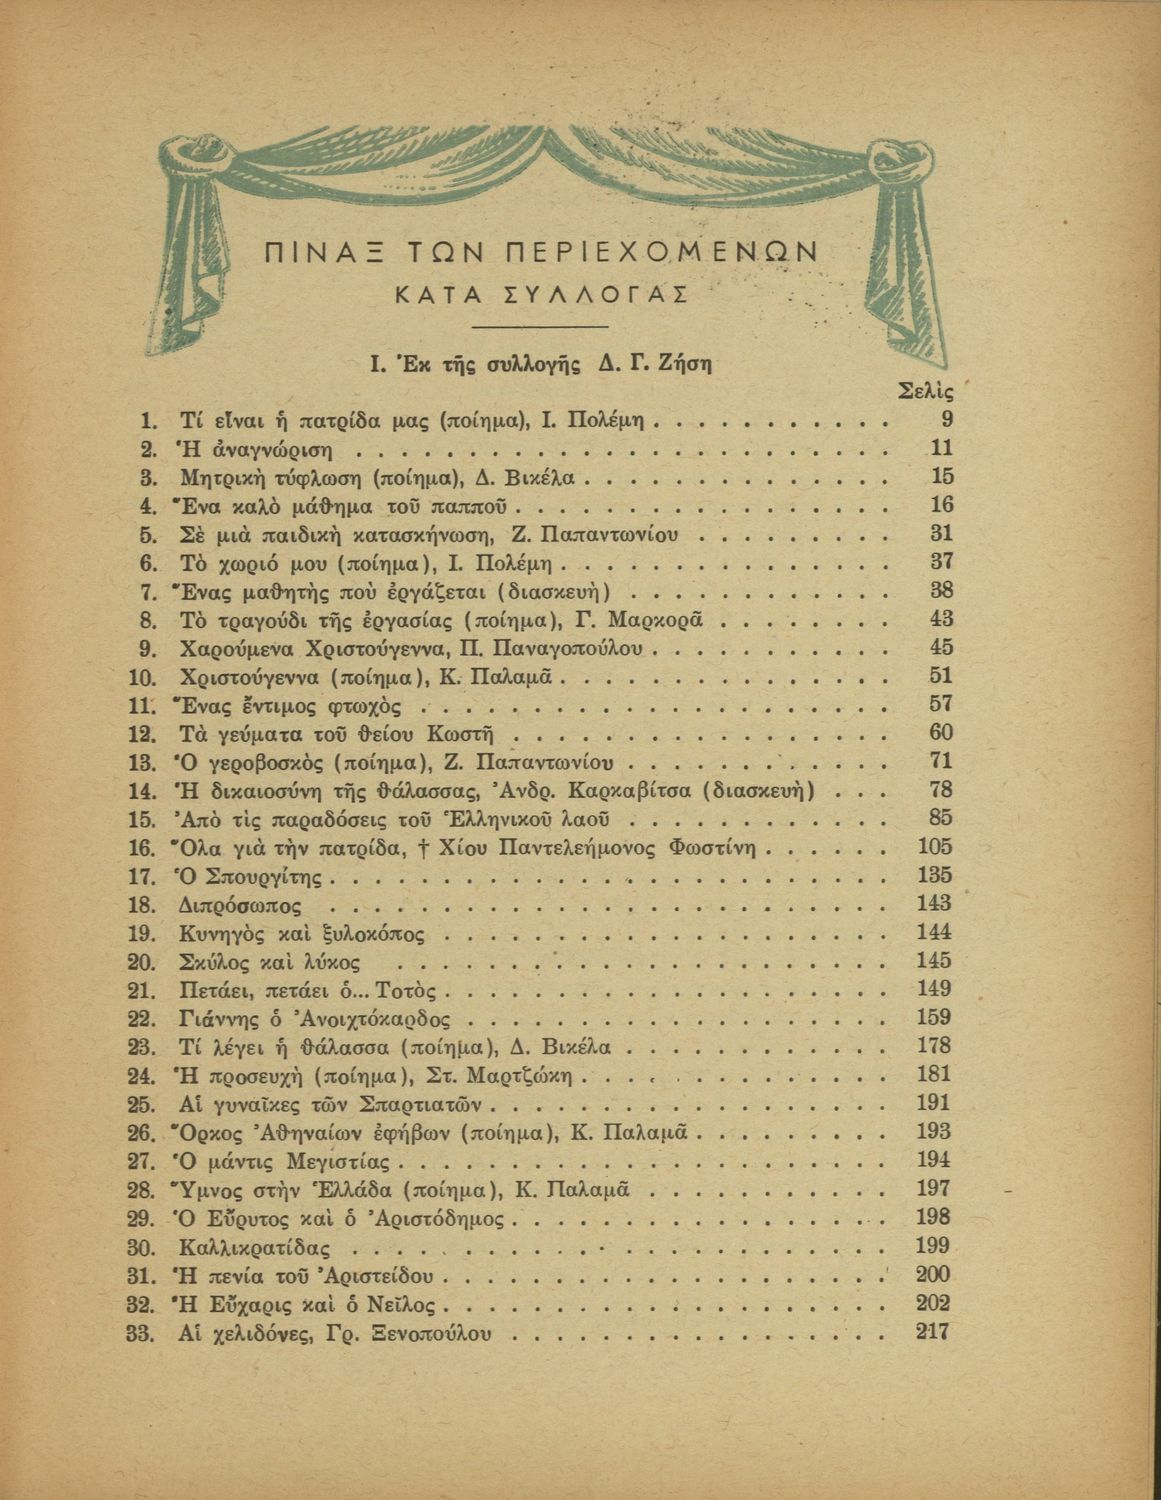 ΠΙΝΑΞ ΤΩΝ ΠΕΡΙΕΧΟΜΕΝΩΝ
ΚΑΤΑ ΣΥΛΛΟΓΑΣ
I. Ἐκ τῆς συλλογῆς Δ. Γ. Ζήση
Σελὶς
1. Τί εἶναι ἡ πατρίδα μας (ποίημα), Ι. Πολέμη . . . . . . . . . . . 9
2. Ἡ ἀναγνώριση . . . . . . . . . . . . . . . . . . 11
3. Μητρικὴ τύφλωση (ποίημα), Δ. Βικέλα . . . . . . . . . . . . . . 15
4. Ἕνα καλὸ μάθημα τοῦ παπποῦ . . . . . . . . . . . . . . . . . 16
5. Σὲ μιὰ παιδικὴ κατασκήνωση, Ζ. Παπαντωνίου . . . . . . . . . 31
6. Τὸ χωριό μου (ποίημα), Ι. Πολέμη . . . . . . . . . . . . . . . 37
7. Ἕνας μαθητὴς ποὺ ἐργάζεται (διασκευὴ) . . . . . . . . . . . . 38
8. Τὸ τραγούδι τῆς ἐργασίας (ποίημα), Γ. Μαρκορᾶ . . . . . . . . 43
9. Χαρούμενα Χριστούγεννα, Π. Παναγοπούλου . . . . . . . . . . . 45
10. Χριστούγεννα (ποίημα), Κ. Παλαμᾶ . . . . . . . . . . . . . . . 51
11. Ἕνας ἔντιμος φτωχὸς . . . . . . . . . . . . . . . . . . . . 57
12. Τὰ γεύματα τοῦ θείου Κωστῆ . . . . . . . . . . . . . . . . . 60
13. Ὁ γεροβοσκὸς (ποίημα), Ζ. Παπαντωνίου . . . . . . . . . . . . 71
14. Ἡ δικαιοσύνη τῆς θάλασσας, Ἀνδρ. Καρκαβίτσα (διασκευὴ) . . . 78
15. Ἀπὸ τὶς παραδόσεις τοῦ Ἑλληνικοῦ λαοῦ . . . . . . . . . . . . 85
16. Ὅλα γιὰ τὴν πατρίδα, † Χίου Παντελεήμονος Φωστίνη . . . . . . 105
17. Ὁ Σπουργίτης . . . . . . . . . . . . . . . . . . . 135
18. Διπρόσωπος . . . . . . . . . . . . . . . . . . . 143
19. Κυνηγὸς καὶ ξυλοκόπος . . . . . . . . . . . . . . . . . . . 144
20. Σκύλος καὶ λύκος . . . . . . . . . . . . . . . . . . . . 145
21. Πετάει, πετάει ὁ... Τοτὸς . . . . . . . . . . . . . . . . . . . 149
22. Γιάννης ὁ Ἀνοιχτόκαρδος . . . . . . . . . . . . . . . . . . 159
23. Τί λέγει ἡ θάλασσα (ποίημα), Δ. Βικέλα . . . . . . . . . . . . 178
24. Ἡ προσευχὴ (ποίημα), Στ. Μαρτζώκη . . . . . . . . . . . . . . 181
25. Αἱ γυναῖκες τῶν Σπαρτιατῶν . . . . . . . . . . . . . . . . . . 191
26. Ὅρκος Ἀθηναίων ἐφήβων (ποίημα), Κ. Παλαμᾶ . . . . . . . . . 193
27. Ὁ μάντις Μεγιστίας . . . . . . . . . . . . . . . . . . . . . 194
28. Ὕμνος στὴν Ἑλλάδα (ποίημα), Κ. Παλαμᾶ . . . . . . . . . . . 197
29. Ὁ Εὔρυτος καὶ ὁ Ἀριστόδημος . . . . . . . . . . . . . . . . . 198
30. Καλλικρατίδας . . . . . . . . . . . . . . . . . . . 199
31. Ἡ πενία τοῦ Ἀριστείδου . . . . . . . . . . . . . . . . . . . 200
32. Ἡ Εὔχαρις καὶ ὁ Νεῖλος . . . . . . . . . . . . . . . . . . . 202
33. Αἱ χελιδόνες, Γρ. Ξενοπούλου . . . . . . . . . . . . . . . . . 217